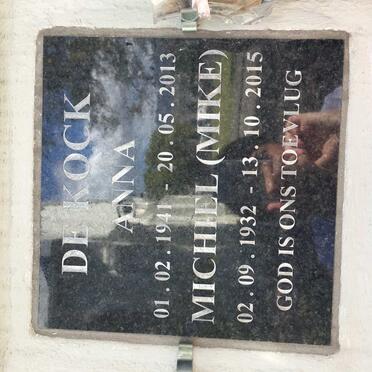 DE KOCK
ANNA
01 . 02 . 1941 - 20 . 05 . 2013
MICHIEL (MIKE)
02 . 09 . 1932 - 13 . 10 . 2015
GOD IS ONS TOEVLUG